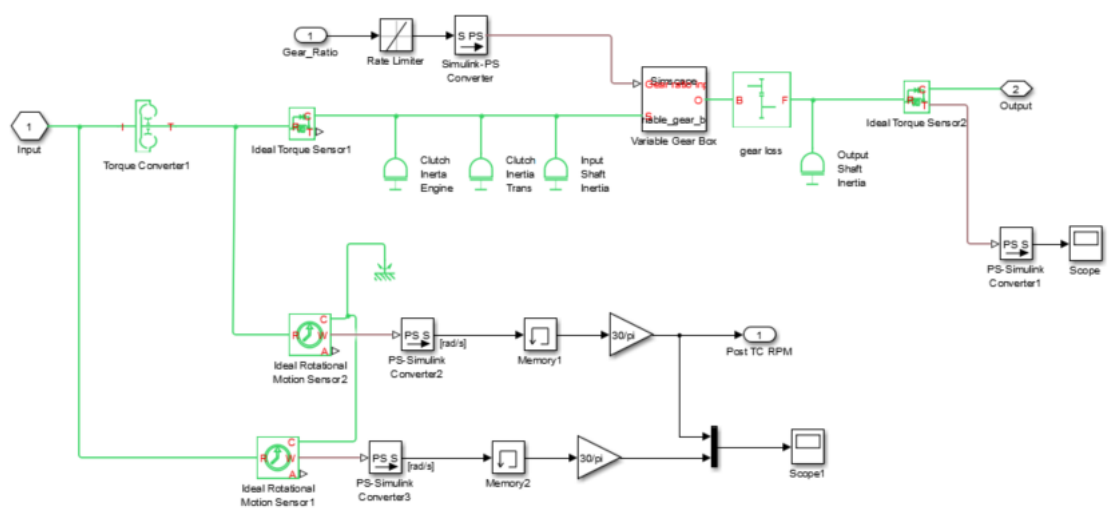 1
Gear_Ratio
Rate Limiter
S PS
Simulink-PS
Converter
1
Input
I
T
Torque Converter1
R
C
T
Ideal Torque Sensor1
Clutch
Inerta
Engine
Clutch
Inertia
Trans
Input
Shaft
Inertia
Simscape
O
Variable Gear Box
B
F
gear loss
Output
Shaft
Inertia
R
C
T
Ideal Torque Sensor2
2
Output
PS S
PS-Simulink
Converter1
Scope
R
C
W
A
Ideal Rotational
Motion Sensor2
PS S
[rad/s]
PS-Simulink
Converter2
Memory1
30/pi
1
Post TC RPM
R
C
W
A
Ideal Rotational
Motion Sensor1
PS S
[rad/s]
PS-Simulink
Converter3
Memory2
30/pi
Scope1